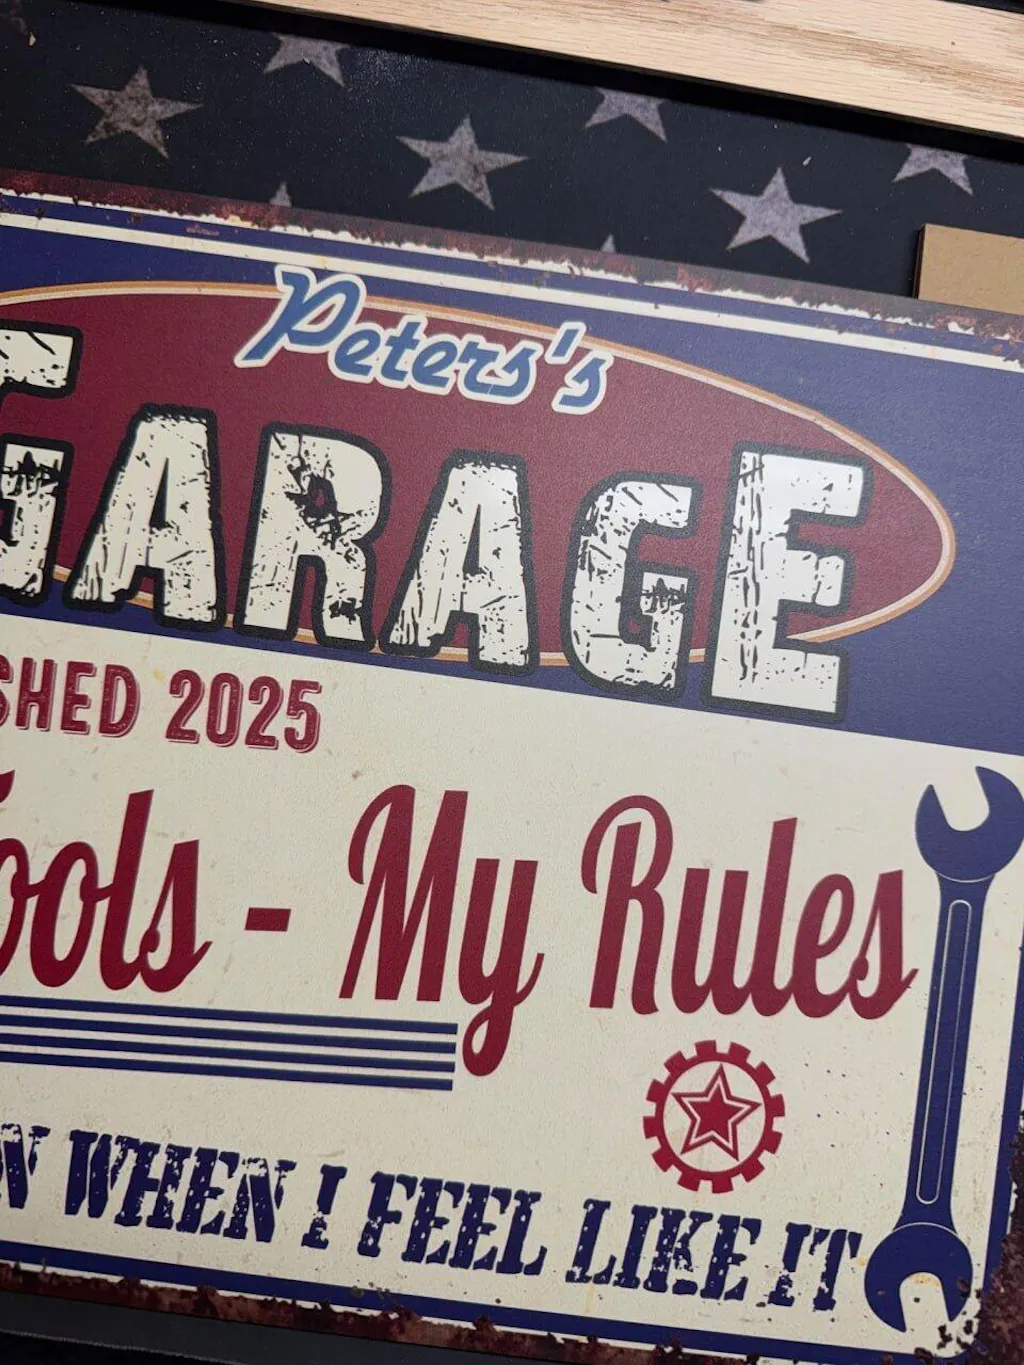 Peters's
GARAGE
SHED 2025
ools - My Rules
N WHEN I FEEL LIKE IT